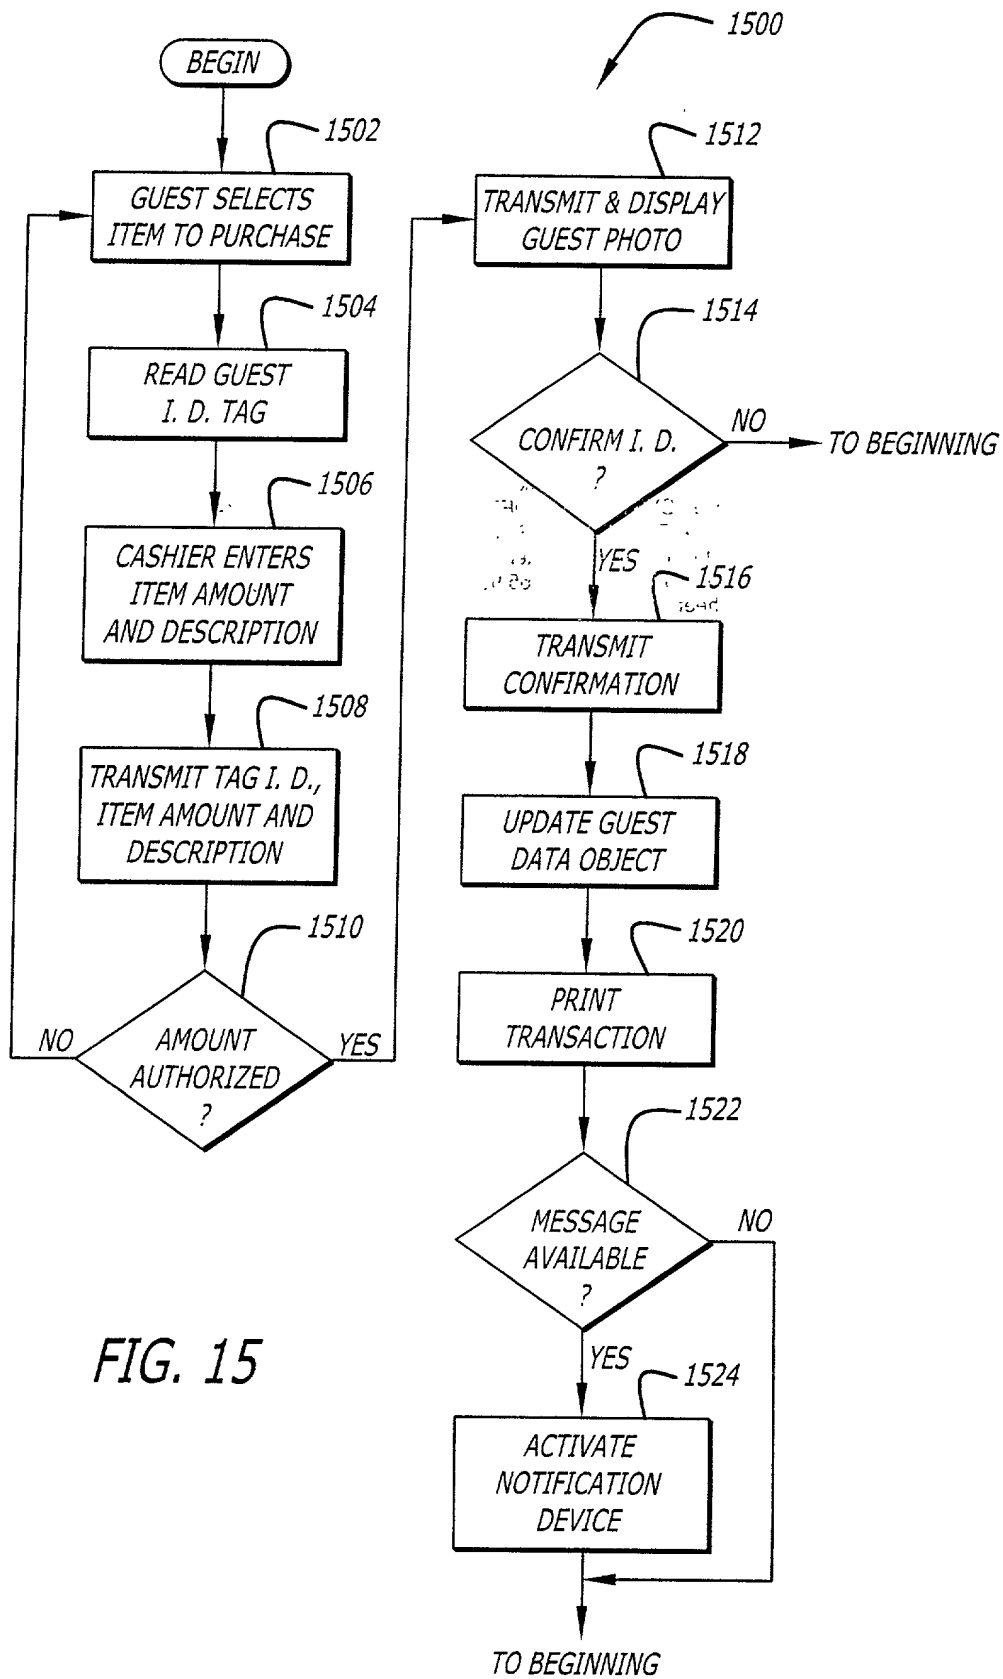 1500
BEGIN
1502
GUEST SELECTS
ITEM TO PURCHASE
1504
READ GUEST
I. D. TAG
1506
CASHIER ENTERS
ITEM AMOUNT
AND DESCRIPTION
1508
TRANSMIT TAG I. D.,
ITEM AMOUNT AND
DESCRIPTION
1510
NO
AMOUNT
AUTHORIZED
?
YES
1512
TRANSMIT & DISPLAY
GUEST PHOTO
1514
CONFIRM I. D.
?
NO
TO BEGINNING
YES
1516
TRANSMIT
CONFIRMATION
1518
UPDATE GUEST
DATA OBJECT
1520
PRINT
TRANSACTION
1522
MESSAGE
AVAILABLE
?
NO
YES
1524
ACTIVATE
NOTIFICATION
DEVICE
TO BEGINNING
FIG. 15